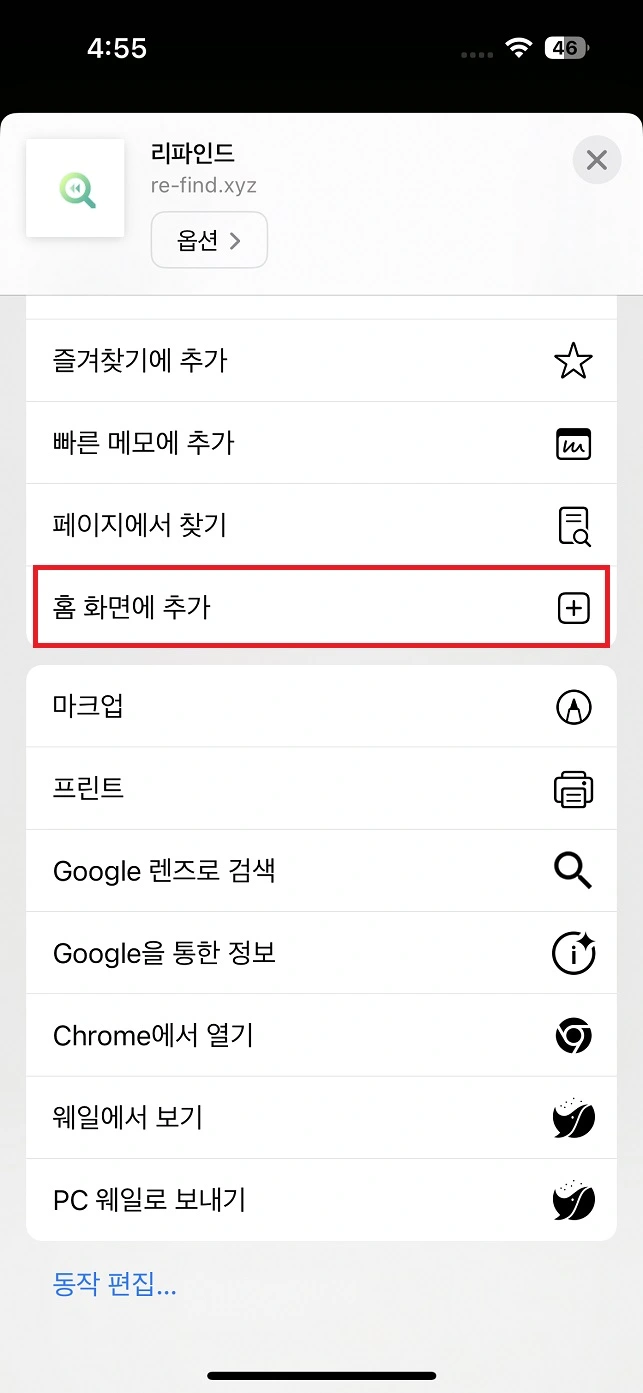 4:55
46
리파인드
re-find.xyz
옵션
즐겨찾기에 추가
빠른 메모에 추가
페이지에서 찾기
홈 화면에 추가
마크업
프린트
Google 렌즈로 검색
Google을 통한 정보
Chrome에서 열기
웨일에서 보기
PC 웨일로 보내기
동작 편집...